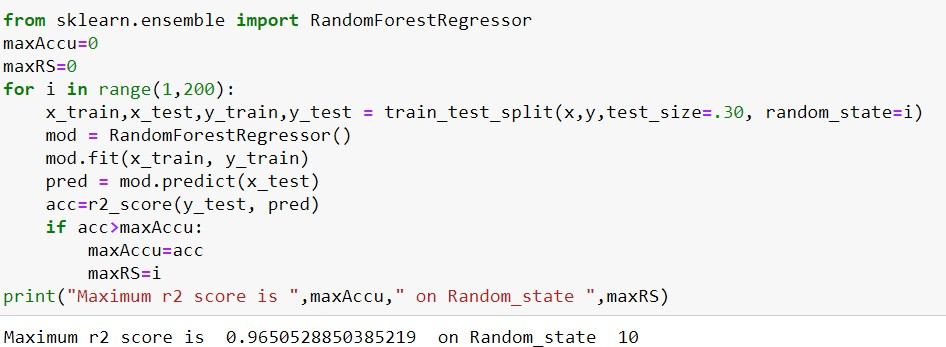 from sklearn.ensemble import RandomForestRegressor
maxAccu=0
maxRS=0
for i in range(1,200):
    x_train,x_test,y_train,y_test = train_test_split(x,y,test_size=.30, random_state=i)
    mod = RandomForestRegressor()
    mod.fit(x_train, y_train)
    pred = mod.predict(x_test)
    acc=r2_score(y_test, pred)
    if acc>maxAccu:
        maxAccu=acc
        maxRS=i
print("Maximum r2 score is ",maxAccu," on Random_state ",maxRS)
Maximum r2 score is  0.9650528850385219  on Random_state  10